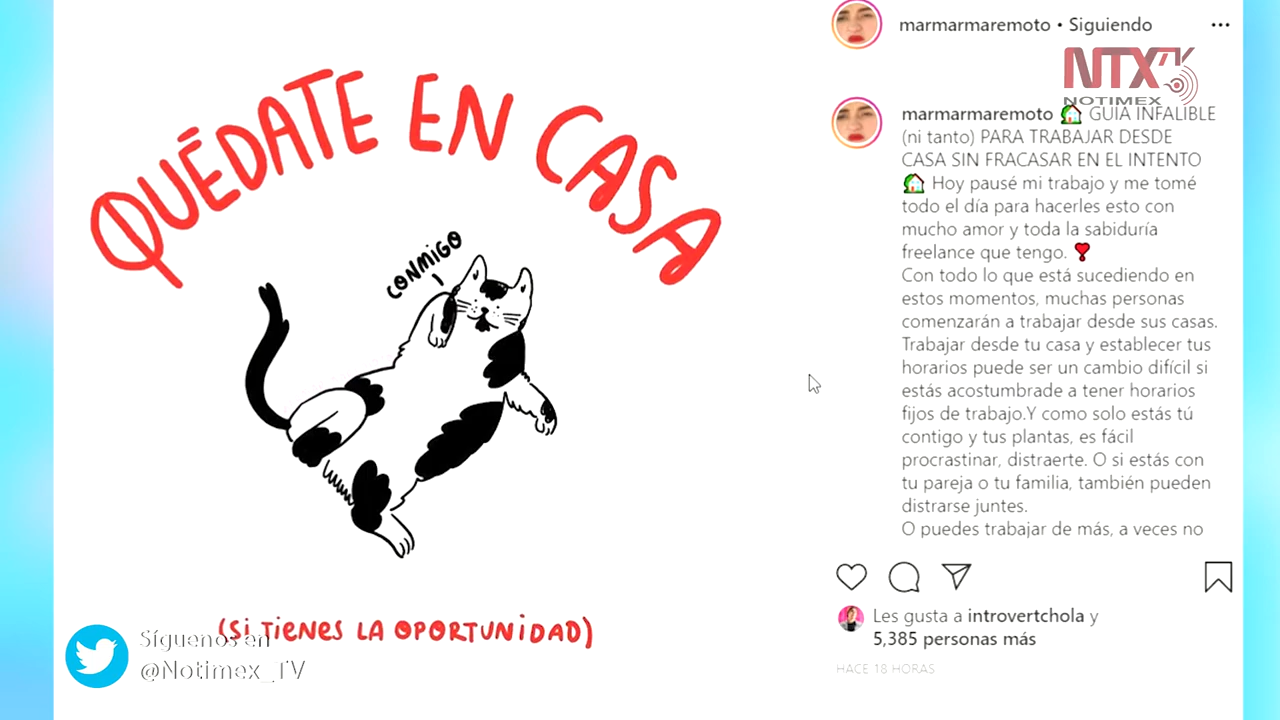 QUÉDATE EN CASA
CONMIGO
(SI TIENES LA OPORTUNIDAD)
Síguenos en
@Notimex_TV
marmarmaremoto • Siguiendo
NTX
NOTIMEX
marmarmaremoto 🏡 GUIA INFALIBLE
(ni tanto) PARA TRABAJAR DESDE
CASA SIN FRACASAR EN EL INTENTO
🏡 Hoy pausé mi trabajo y me tomé
todo el día para hacerles esto con
mucho amor y toda la sabiduría
freelance que tengo. ❣️
Con todo lo que está sucediendo en
estos momentos, muchas personas
comenzarán a trabajar desde sus casas.
Trabajar desde tu casa y establecer tus
horarios puede ser un cambio difícil si
estás acostumbrade a tener horarios
fijos de trabajo.Y como solo estás tú
contigo y tus plantas, es fácil
procrastinar, distraerte. O si estás con
tu pareja o tu familia, también pueden
distrarse juntes.
O puedes trabajar de más, a veces no
Les gusta a introvertchola y
5,385 personas más
HACE 18 HORAS